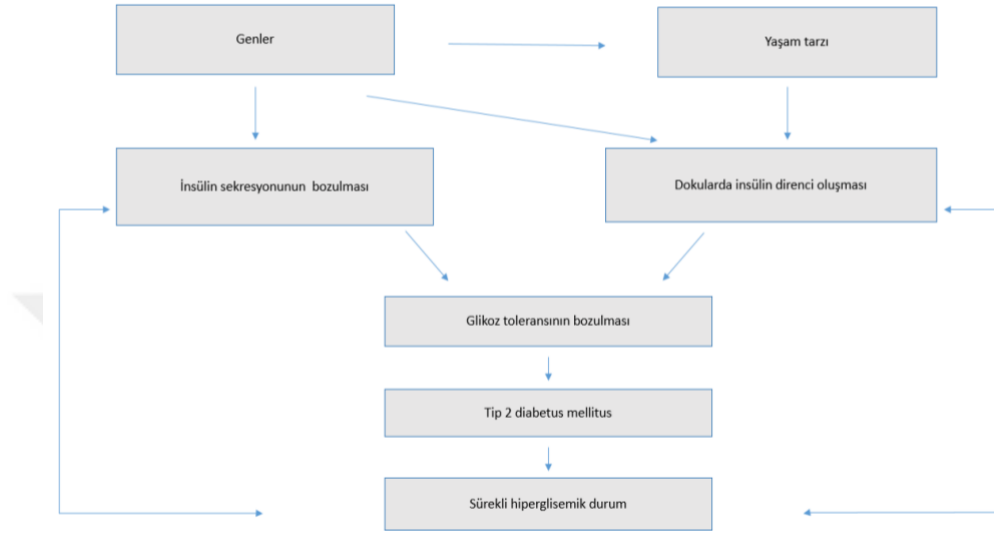 Genler
Yaşam tarzı
İnsülin sekresyonunun bozulması
Dokularda insülin direnci oluşması
Glikoz toleransının bozulması
Tip 2 diabetus mellitus
Sürekli hiperglisemik durum